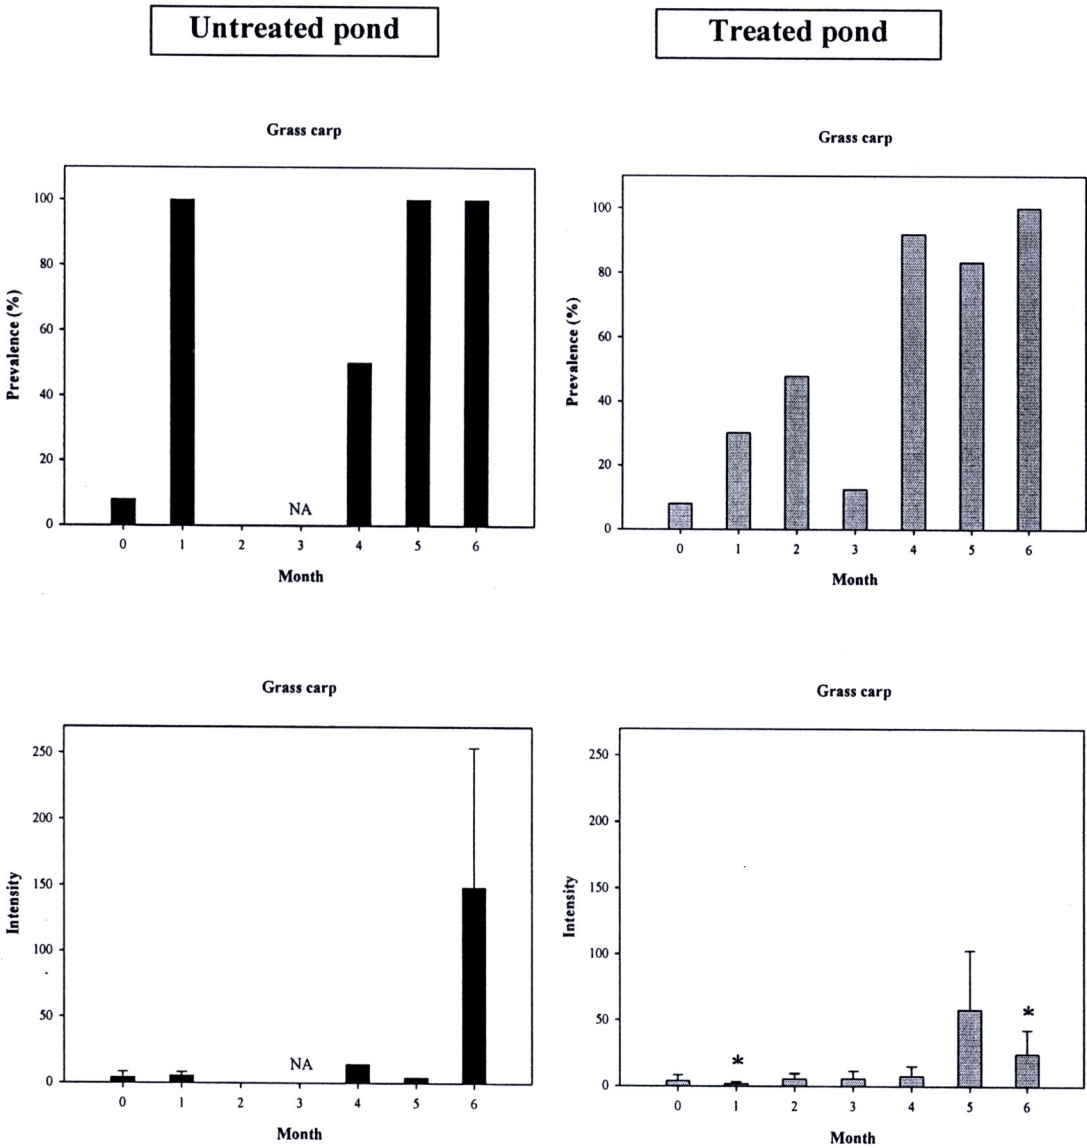 Untreated pond
Treated pond
Grass carp
Prevalence (%)
100
80
60
40
20
0
NA
0 1 2 3 4 5 6
Month
Grass carp
Prevalence (%)
100
80
60
40
20
0
0 1 2 3 4 5 6
Month
Grass carp
Intensity
250
200
150
100
50
0
NA
0 1 2 3 4 5 6
Month
Grass carp
Intensity
250
200
150
100
50
0
*
*
0 1 2 3 4 5 6
Month